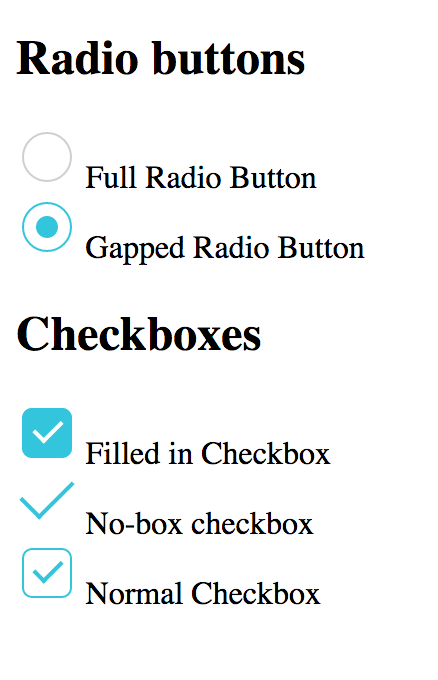 Radio buttons
Full Radio Button
Gapped Radio Button
Checkboxes
Filled in Checkbox
No-box checkbox
Normal Checkbox